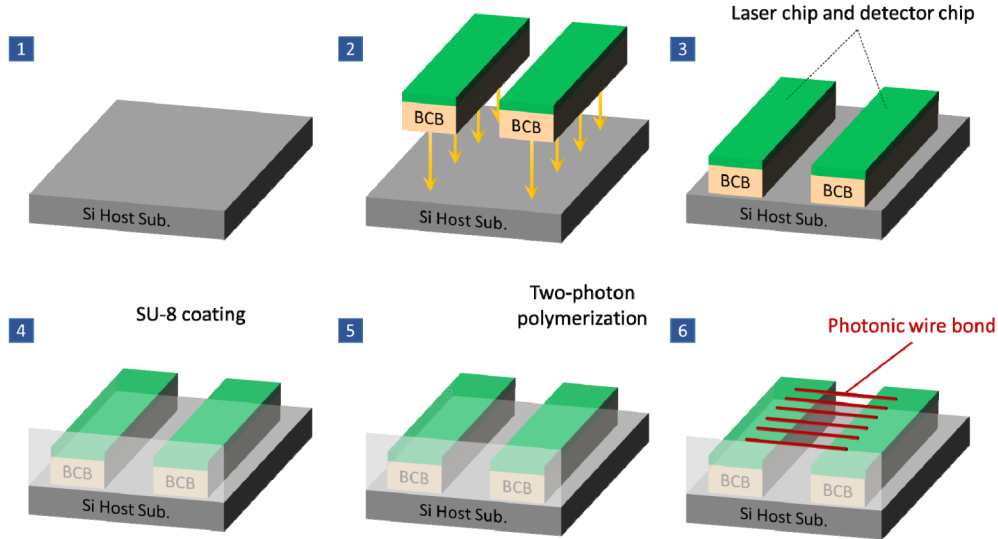 1
2
Laser chip and detector chip
3
BCB
BCB
BCB
BCB
Si Host Sub.
Si Host Sub.
Si Host Sub.
4
SU-8 coating
5
Two-photon
polymerization
6
Photonic wire bond
BCB
BCB
BCB
BCB
BCB
BCB
Si Host Sub.
Si Host Sub.
Si Host Sub.